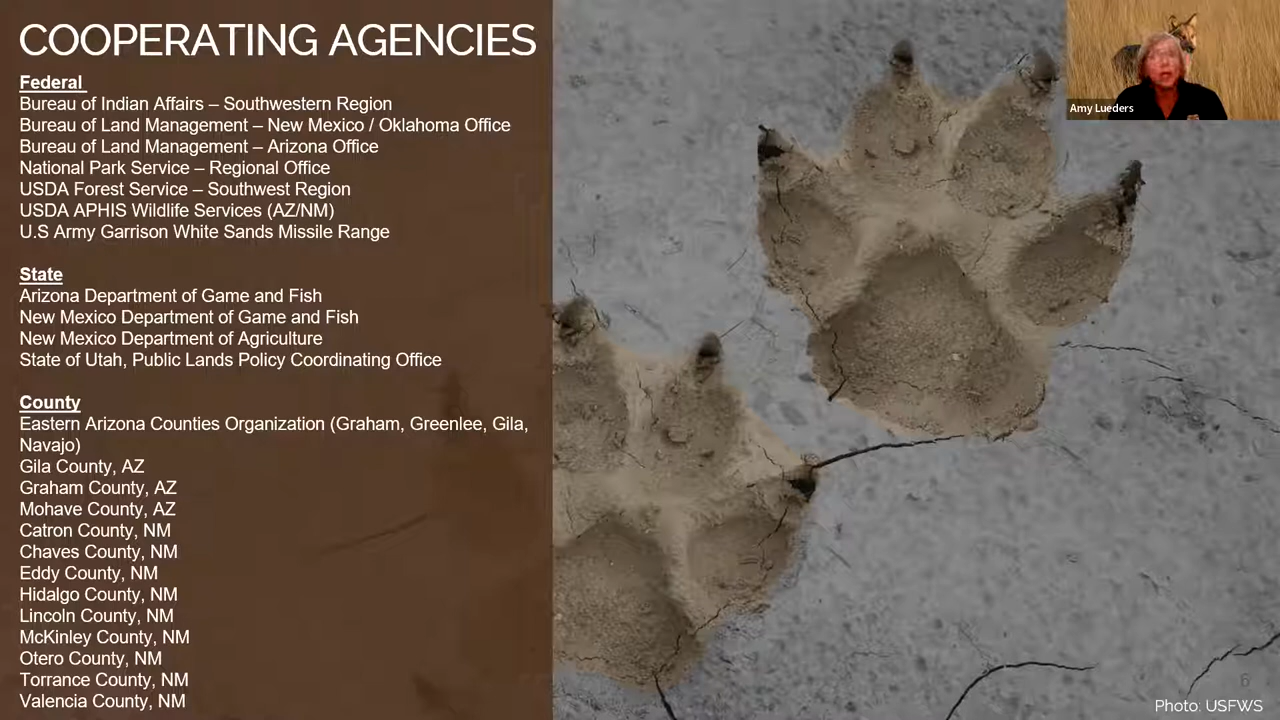 COOPERATING AGENCIES
Federal
Bureau of Indian Affairs – Southwestern Region
Bureau of Land Management – New Mexico / Oklahoma Office
Bureau of Land Management – Arizona Office
National Park Service – Regional Office
USDA Forest Service – Southwest Region
USDA APHIS Wildlife Services (AZ/NM)
U.S Army Garrison White Sands Missile Range
State
Arizona Department of Game and Fish
New Mexico Department of Game and Fish
New Mexico Department of Agriculture
State of Utah, Public Lands Policy Coordinating Office
County
Eastern Arizona Counties Organization (Graham, Greenlee, Gila,
Navajo)
Gila County, AZ
Graham County, AZ
Mohave County, AZ
Catron County, NM
Chaves County, NM
Eddy County, NM
Hidalgo County, NM
Lincoln County, NM
McKinley County, NM
Otero County, NM
Torrance County, NM
Valencia County, NM
Amy Lueders
6
Photo: USFWS